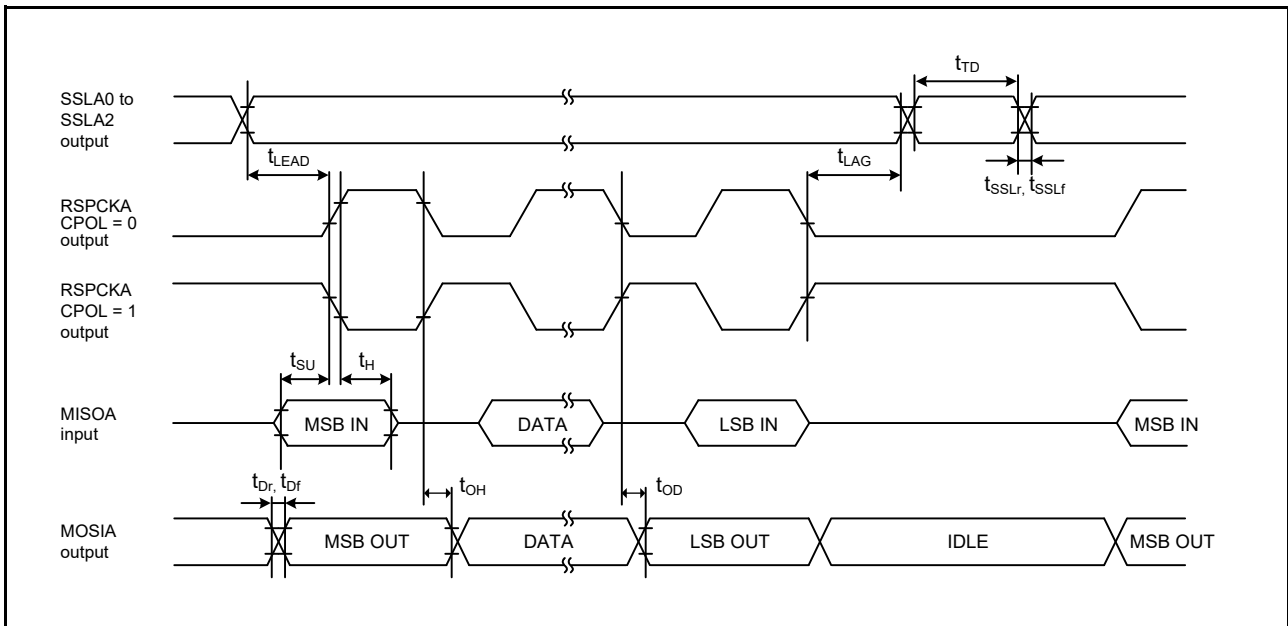 SSLA0 to
SSLA2
output
tTD
tLEAD
tLAG
tSSLr, tSSLf
RSPCKA
CPOL = 0
output
RSPCKA
CPOL = 1
output
tSU
tH
MISOA
input
MSB IN
DATA
LSB IN
MSB IN
tDr, tDf
tOH
tOD
MOSIA
output
MSB OUT
DATA
LSB OUT
IDLE
MSB OUT